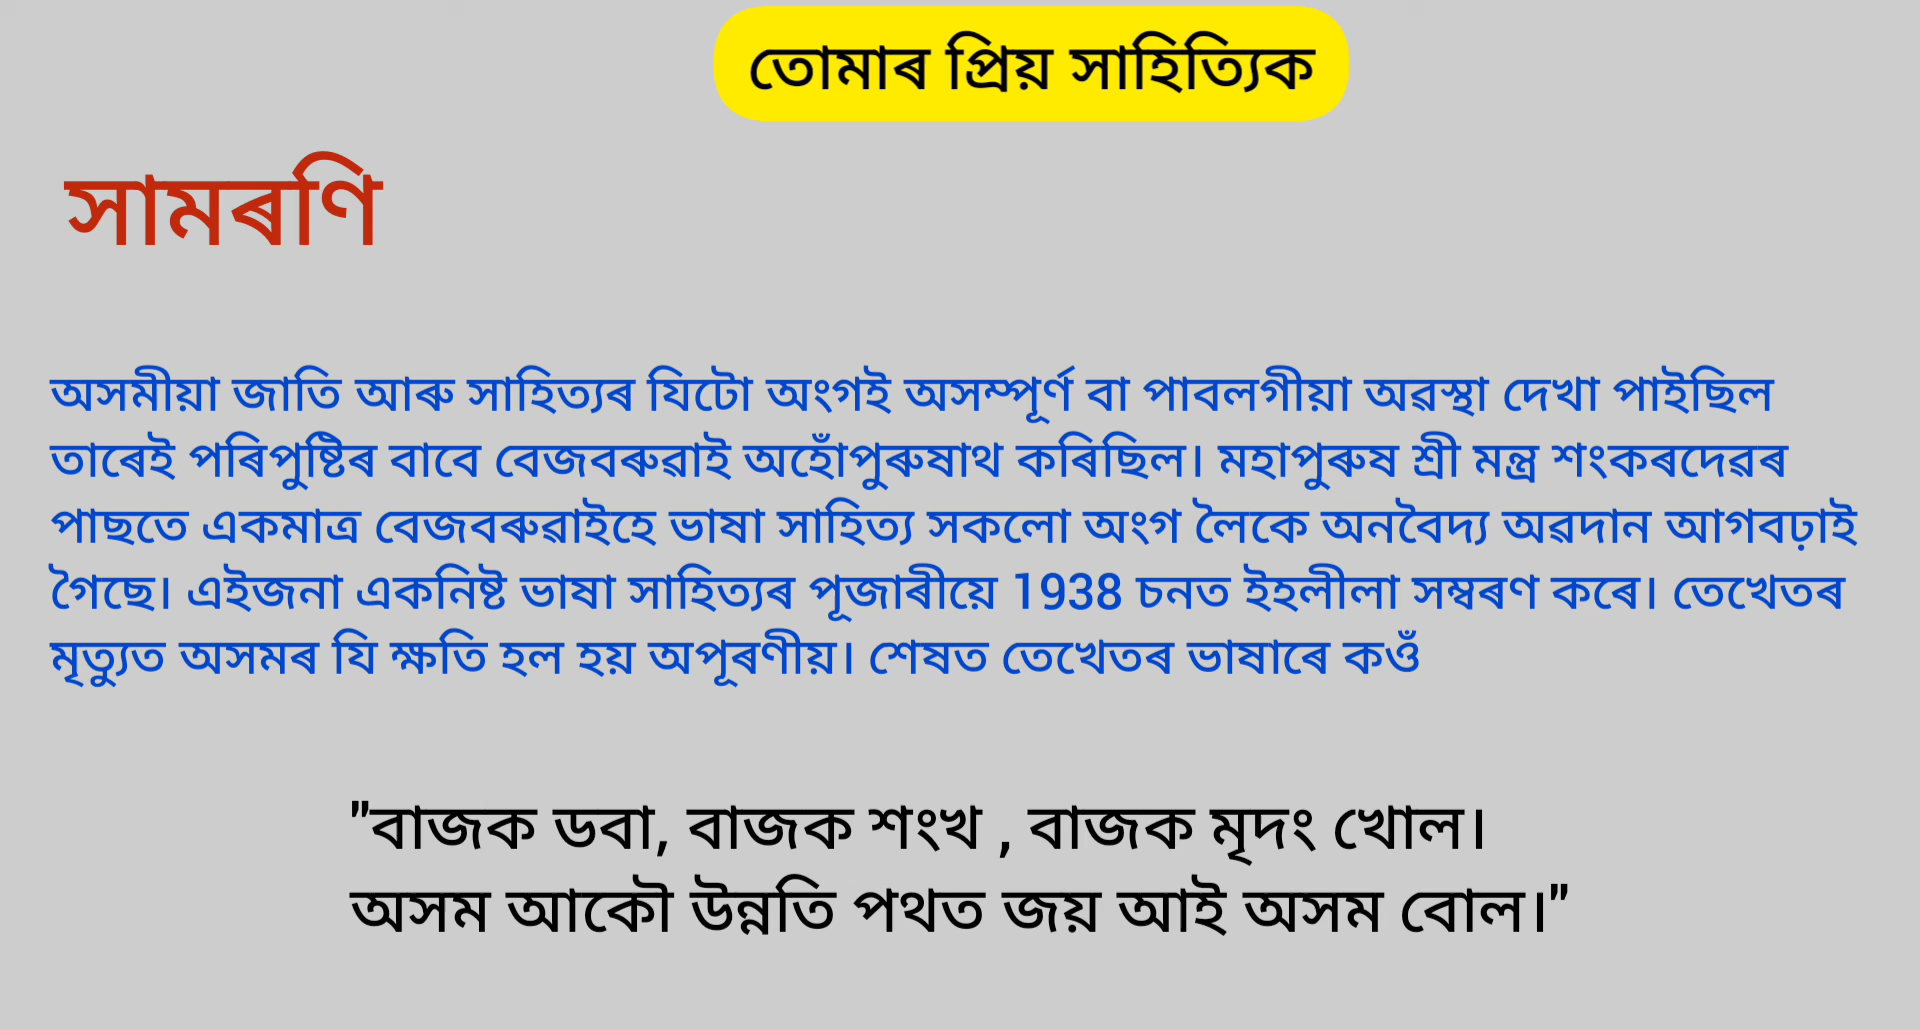 তোমাৰ প্ৰিয় সাহিত্যিক
সামৰণি
অসমীয়া জাতি আৰু সাহিত্যৰ যিটো অংগই অসম্পূৰ্ণ বা পাবলগীয়া অৱস্থা দেখা পাইছিল
তাৰেই পৰিপুষ্টিৰ বাবে বেজবৰুৱাই অহোঁপুৰুষাথ কৰিছিল। মহাপুৰুষ শ্ৰী মন্ত্ৰ শংকৰদেৱৰ
পাছতে একমাত্ৰ বেজবৰুৱাইহে ভাষা সাহিত্য সকলো অংগ লৈকে অনবৈদ্য অৱদান আগবঢ়াই
গৈছে। এইজনা একনিষ্ট ভাষা সাহিত্যৰ পূজাৰীয়ে 1938 চনত ইহলীলা সম্বৰণ কৰে। তেখেতৰ
মৃত্যুত অসমৰ যি ক্ষতি হল হয় অপূৰণীয়। শেষত তেখেতৰ ভাষাৰে কওঁ
"বাজক ডবা, বাজক শংখ , বাজক মৃদং খোল।
অসম আকৌ উন্নতি পথত জয় আই অসম বোল।"